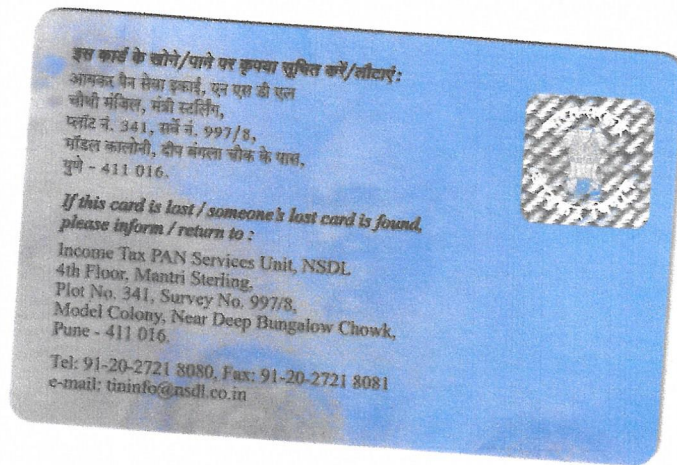 इस कार्ड के खोने/पाने पर कृपया सूचित करें/लौटाएं:
आयकर पैन सेवा इकाई, एन एस डी एल
चौथी मंजिल, मंत्री स्टर्लिंग,
प्लॉट नं. 341, सर्वे नं. 997/8,
मॉडल कालोनी, दीप बंगला चौक के पास,
पुणे - 411 016.
If this card is lost / someone's lost card is found,
please inform / return to :
Income Tax PAN Services Unit, NSDL
4th Floor, Mantri Sterling,
Plot No. 341, Survey No. 997/8,
Model Colony, Near Deep Bungalow Chowk,
Pune - 411 016.
Tel: 91-20-2721 8080, Fax: 91-20-2721 8081
e-mail: tininfo@nsdl.co.in